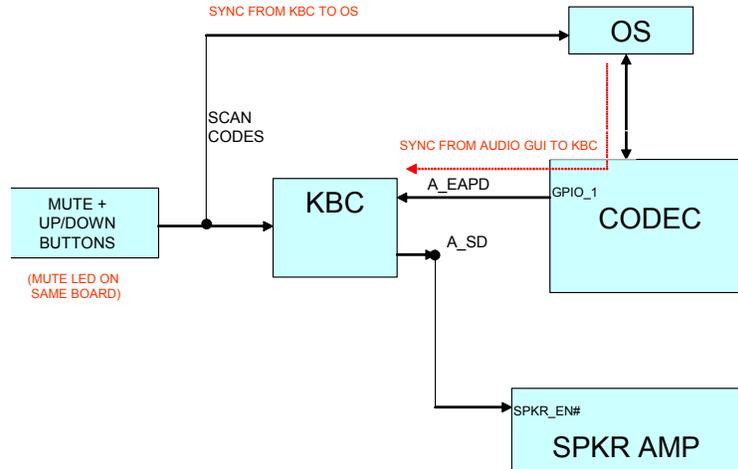 SYNC FROM KBC TO OS
OS
SCAN
CODES
SYNC FROM AUDIO GUI TO KBC
MUTE +
UP/DOWN
BUTTONS
KBC
A_EAPD
GPIO_1
CODEC
A_SD
(MUTE LED ON
SAME BOARD)
SPKR_EN#
SPKR AMP